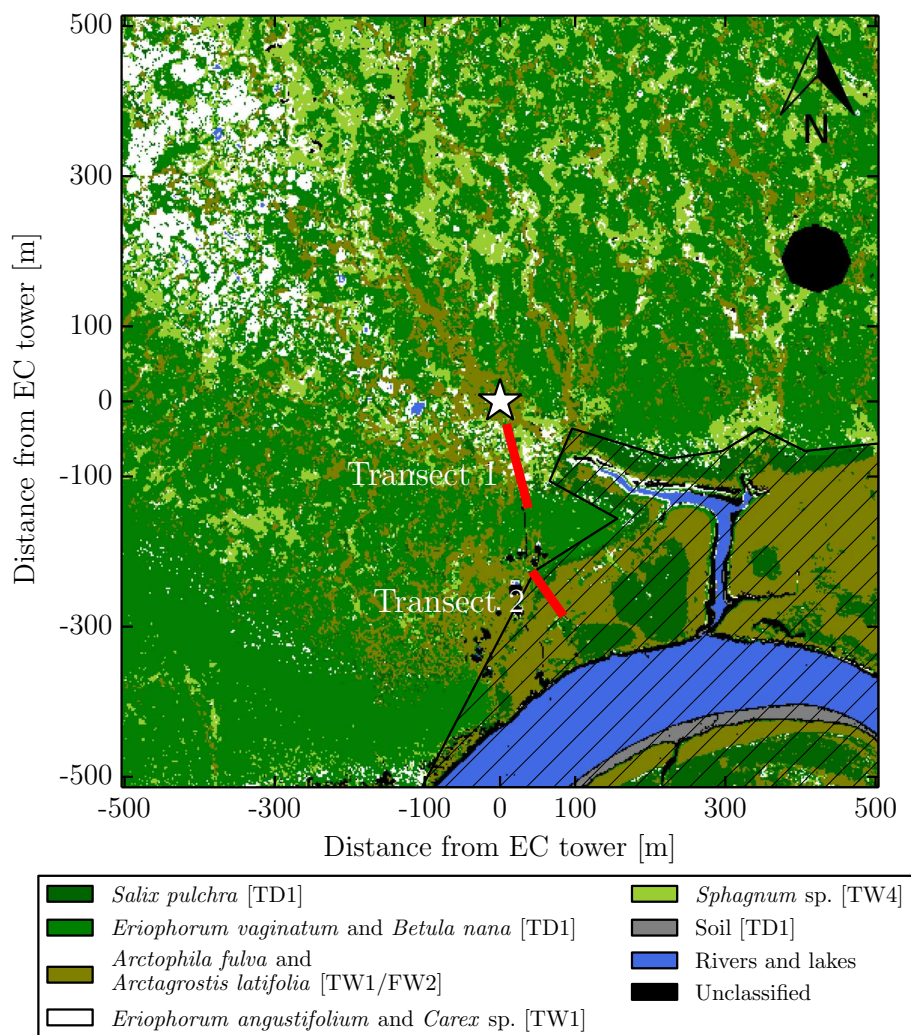 500
300
100
0
-100
-300
-500
Distance from EC tower [m]
N
Transect 1
Transect 2
-500
-300
-100
0
100
300
500
Distance from EC tower [m]
Salix pulchra [TD1]
Eriophorum vaginatum and Betula nana [TD1]
Arctophila fulva and
Arctagrostis latifolia [TW1/FW2]
Eriophorum angustifolium and Carex sp. [TW1]
Sphagnum sp. [TW4]
Soil [TD1]
Rivers and lakes
Unclassified